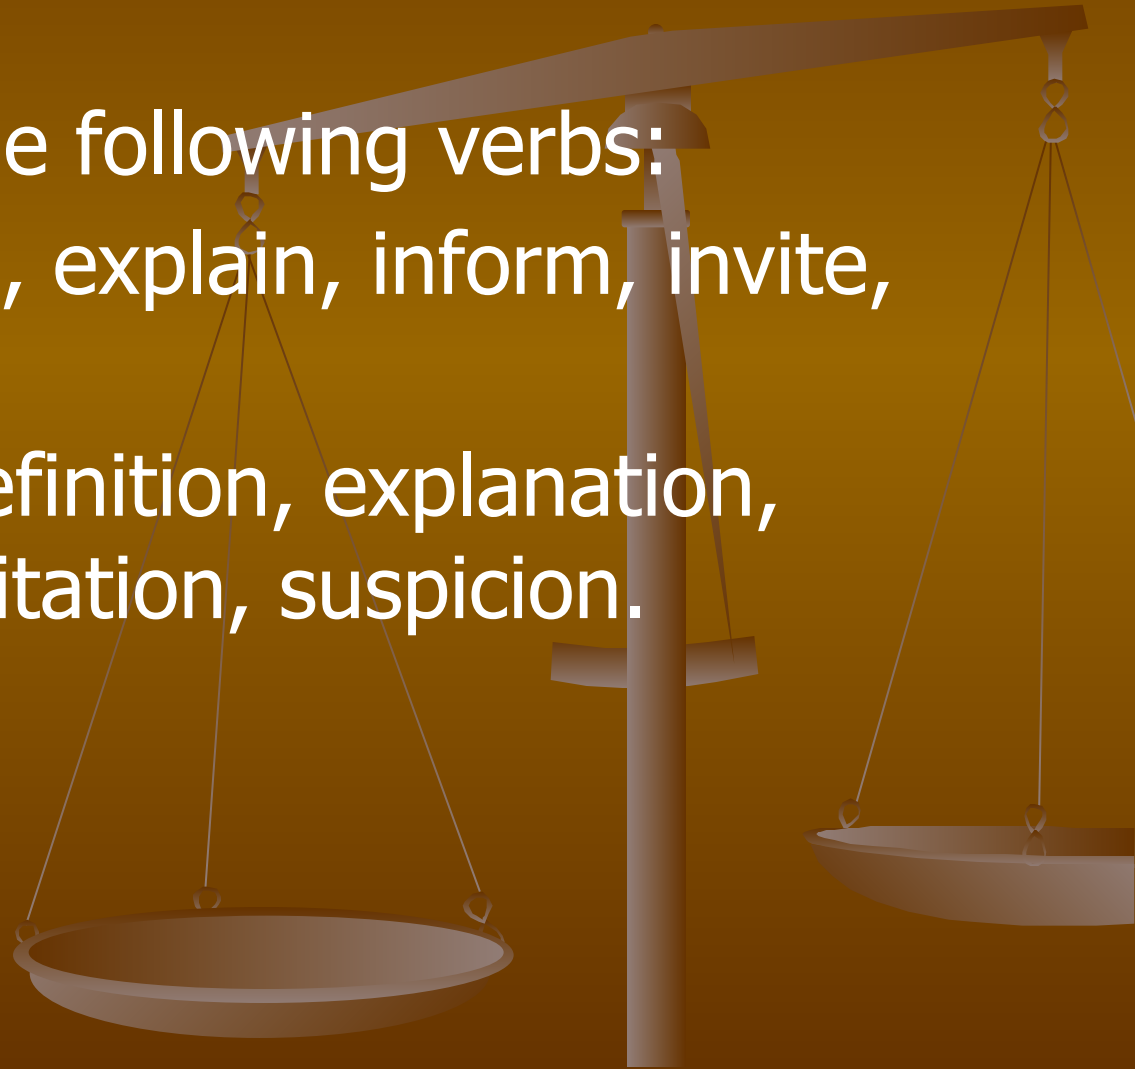 e following verbs:
, explain, inform, invite,
efinition, explanation,
itation, suspicion.